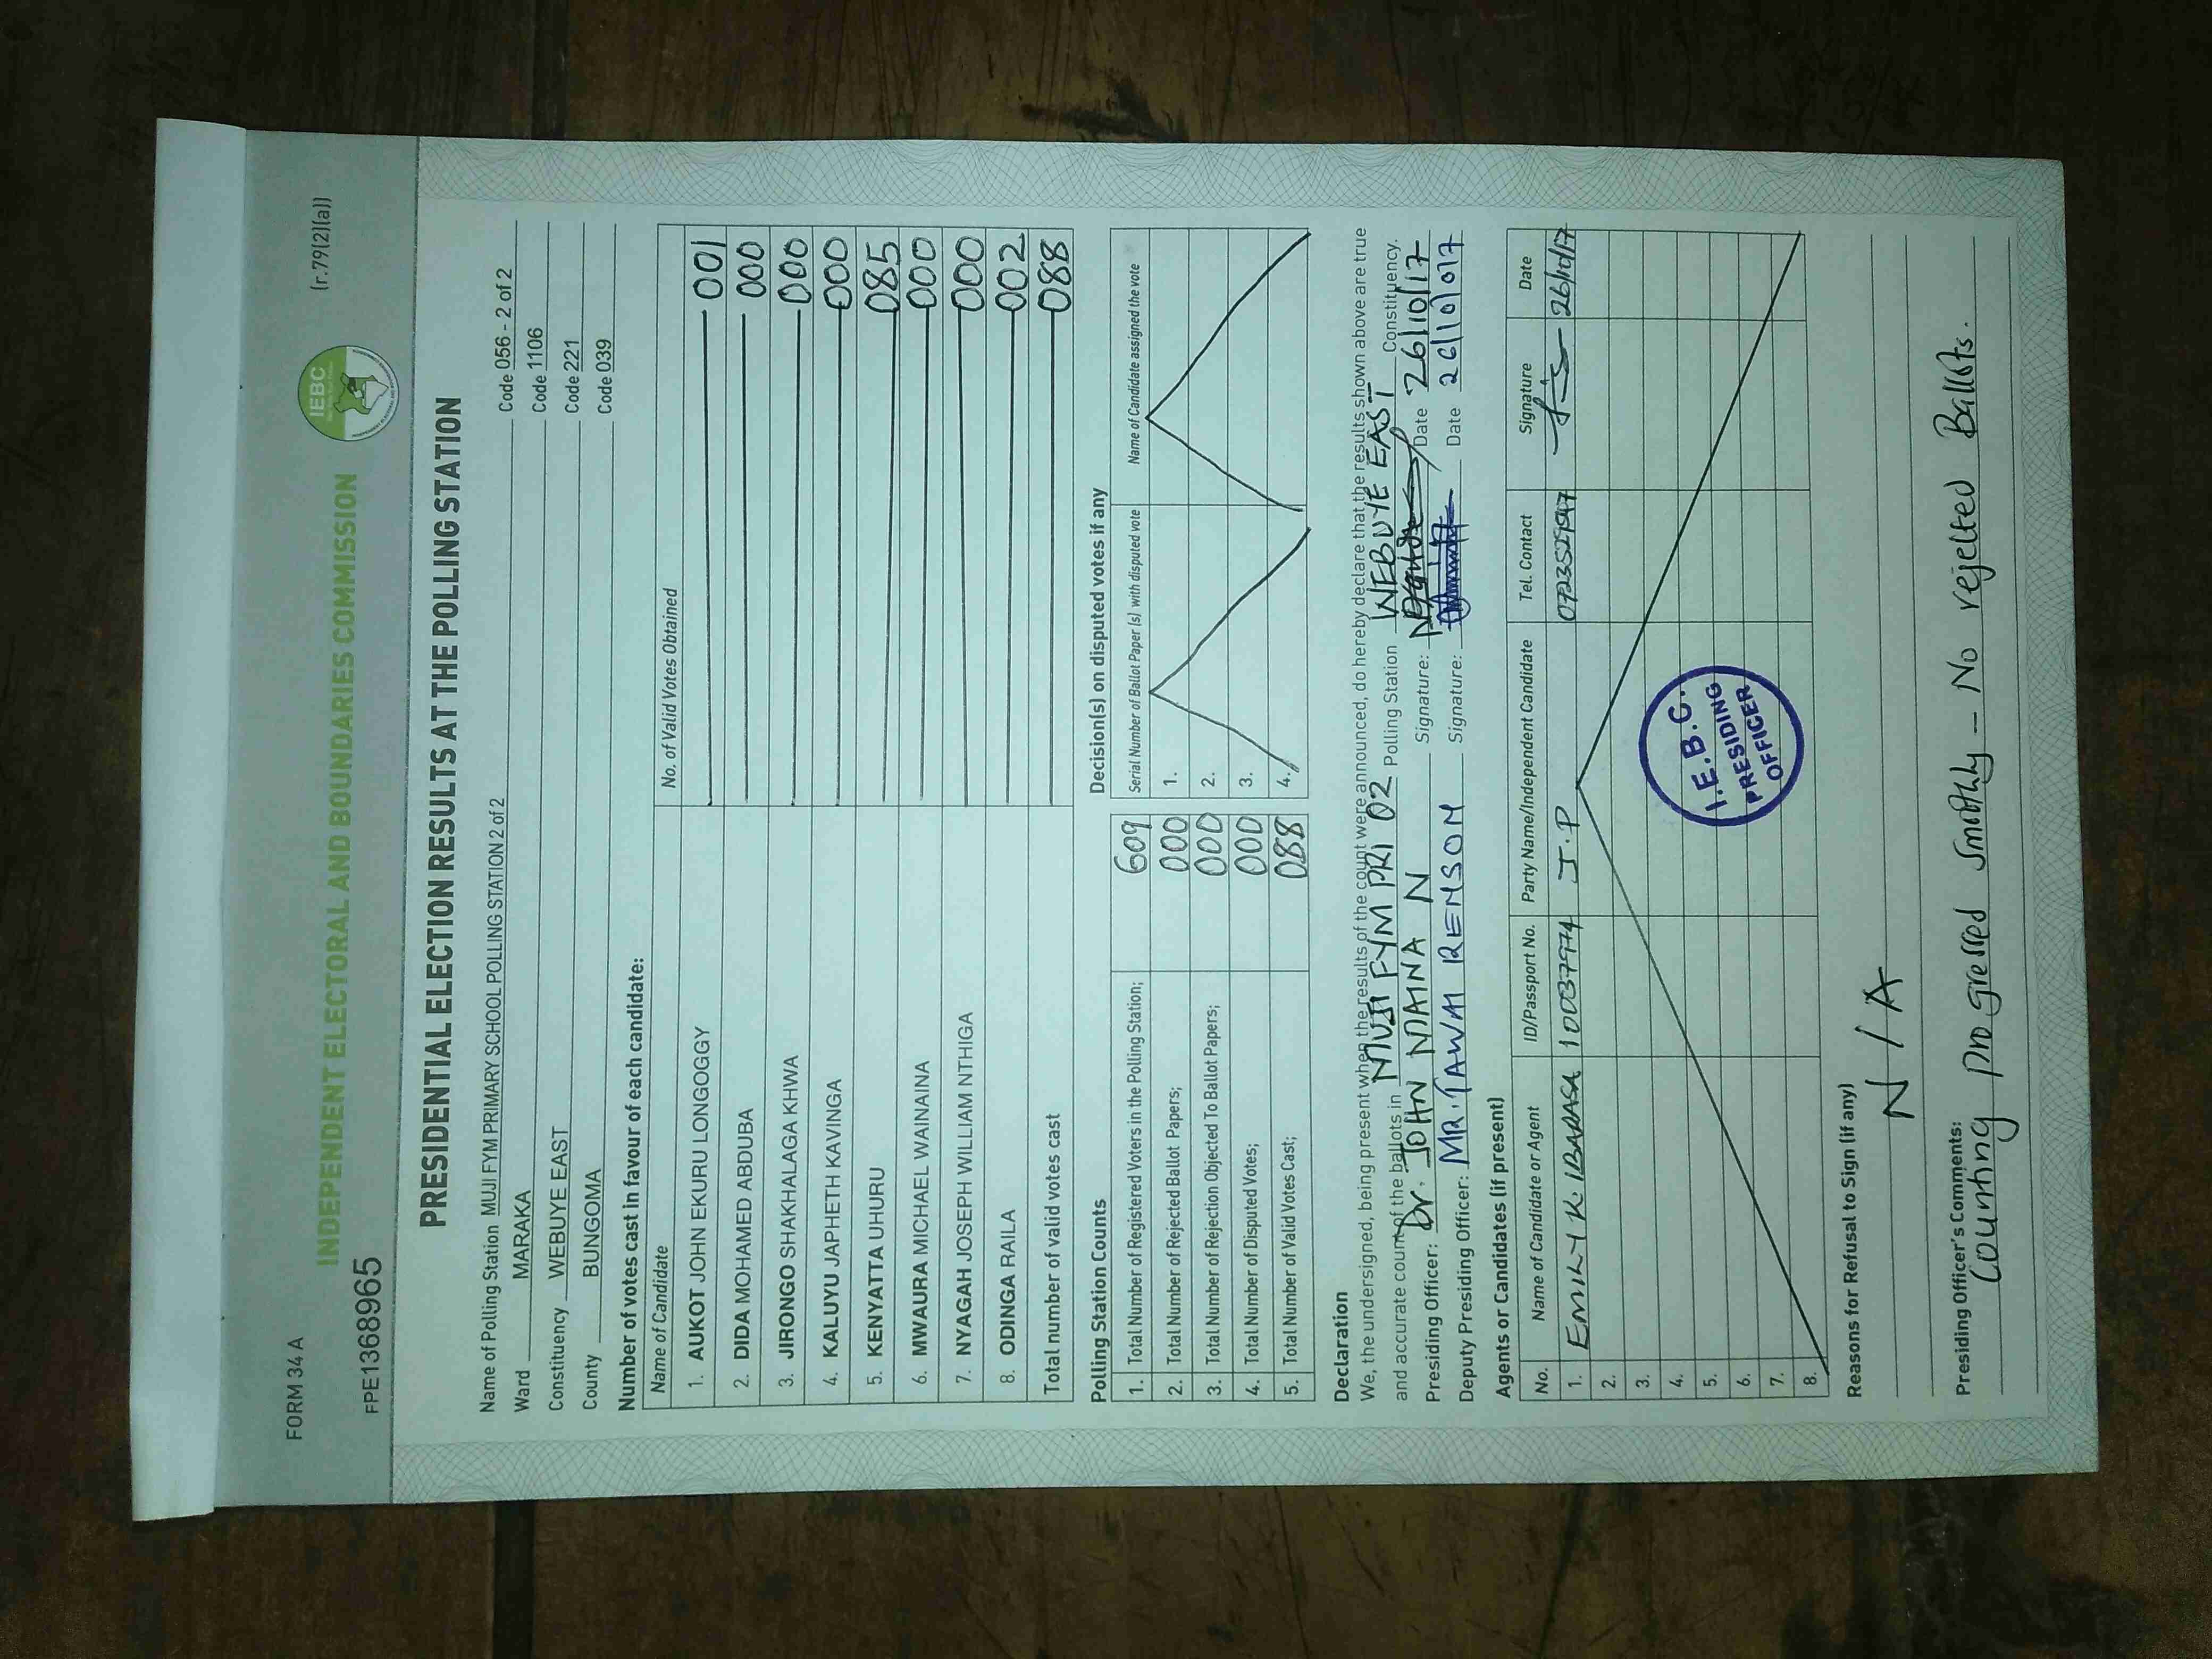 FORM 34 A
(r.79(2)(a))
INDEPENDENT ELECTORAL AND BOUNDARIES COMMISSION
IEBC
FPE1368965
PRESIDENTIAL ELECTION RESULTS AT THE POLLING STATION
Name of Polling Station MUJI FYM PRIMARY SCHOOL POLLING STATION 2 of 2 Code 056 - 2 of 2
Ward MARAKA Code 1106
Constituency WEBUYE EAST Code 221
County BUNGOMA Code 039
Number of votes cast in favour of each candidate:
Name of Candidate No. of Valid Votes Obtained
1. AUKOT JOHN EKURU LONGOGGY 001
2. DIDA MOHAMED ABDUBA 000
3. JIRONGO SHAKHALAGA KHWA 000
4. KALUYU JAPHETH KAVINGA 000
5. KENYATTA UHURU 085
6. MWAURA MICHAEL WAINAINA 000
7. NYAGAH JOSEPH WILLIAM NTHIGA 000
8. ODINGA RAILA 002
Total number of valid votes cast 088
Polling Station Counts
1. Total Number of Registered Voters in the Polling Station; 609
2. Total Number of Rejected Ballot Papers; 000
3. Total Number of Rejection Objected To Ballot Papers; 000
4. Total Number of Disputed Votes; 000
5. Total Number of Valid Votes Cast; 088
Decision(s) on disputed votes if any
Serial Number of Ballot Paper (s) with disputed vote Name of Candidate assigned the vote
1.
2.
3.
4.
Declaration
We, the undersigned, being present when the results of the count were announced, do hereby declare that the results shown above are true
and accurate count of the ballots in MUJI FYM PRI 02 Polling Station WEBUYE EAST Constituency.
Presiding Officer: Dr. JOHN MAINA N Signature: Date 26/10/17
Deputy Presiding Officer: MR. TAWAI RENSON Signature: Date 26/10/017
Agents or Candidates (if present)
No. Name of Candidate or Agent ID/Passport No. Party Name/Independent Candidate Tel. Contact Signature Date
1. EMILY K. 10037974 J.P 26/10/17
2.
3.
4.
5.
6.
7.
8.
I.E.B.C.
PRESIDING
OFFICER
Reasons for Refusal to Sign (if any)
N/A
Presiding Officer's Comments:
Counting progressed smothly - No rejected Ballots.